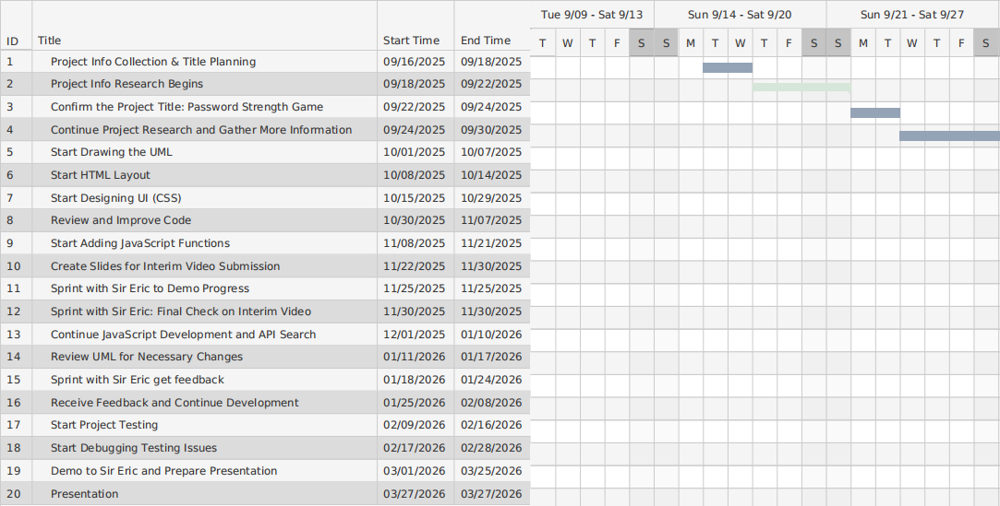 Tue 9/09 - Sat 9/13 Sun 9/14 - Sat 9/20 Sun 9/21 - Sat 9/27
ID Title Start Time End Time T W T F S S M T W T F S S M T W T F S
1 Project Info Collection & Title Planning 09/16/2025 09/18/2025
2 Project Info Research Begins 09/18/2025 09/22/2025
3 Confirm the Project Title: Password Strength Game 09/22/2025 09/24/2025
4 Continue Project Research and Gather More Information 09/24/2025 09/30/2025
5 Start Drawing the UML 10/01/2025 10/07/2025
6 Start HTML Layout 10/08/2025 10/14/2025
7 Start Designing UI (CSS) 10/15/2025 10/29/2025
8 Review and Improve Code 10/30/2025 11/07/2025
9 Start Adding JavaScript Functions 11/08/2025 11/21/2025
10 Create Slides for Interim Video Submission 11/22/2025 11/30/2025
11 Sprint with Sir Eric to Demo Progress 11/25/2025 11/25/2025
12 Sprint with Sir Eric: Final Check on Interim Video 11/30/2025 11/30/2025
13 Continue JavaScript Development and API Search 12/01/2025 01/10/2026
14 Review UML for Necessary Changes 01/11/2026 01/17/2026
15 Sprint with Sir Eric get feedback 01/18/2026 01/24/2026
16 Receive Feedback and Continue Development 01/25/2026 02/08/2026
17 Start Project Testing 02/09/2026 02/16/2026
18 Start Debugging Testing Issues 02/17/2026 02/28/2026
19 Demo to Sir Eric and Prepare Presentation 03/01/2026 03/25/2026
20 Presentation 03/27/2026 03/27/2026